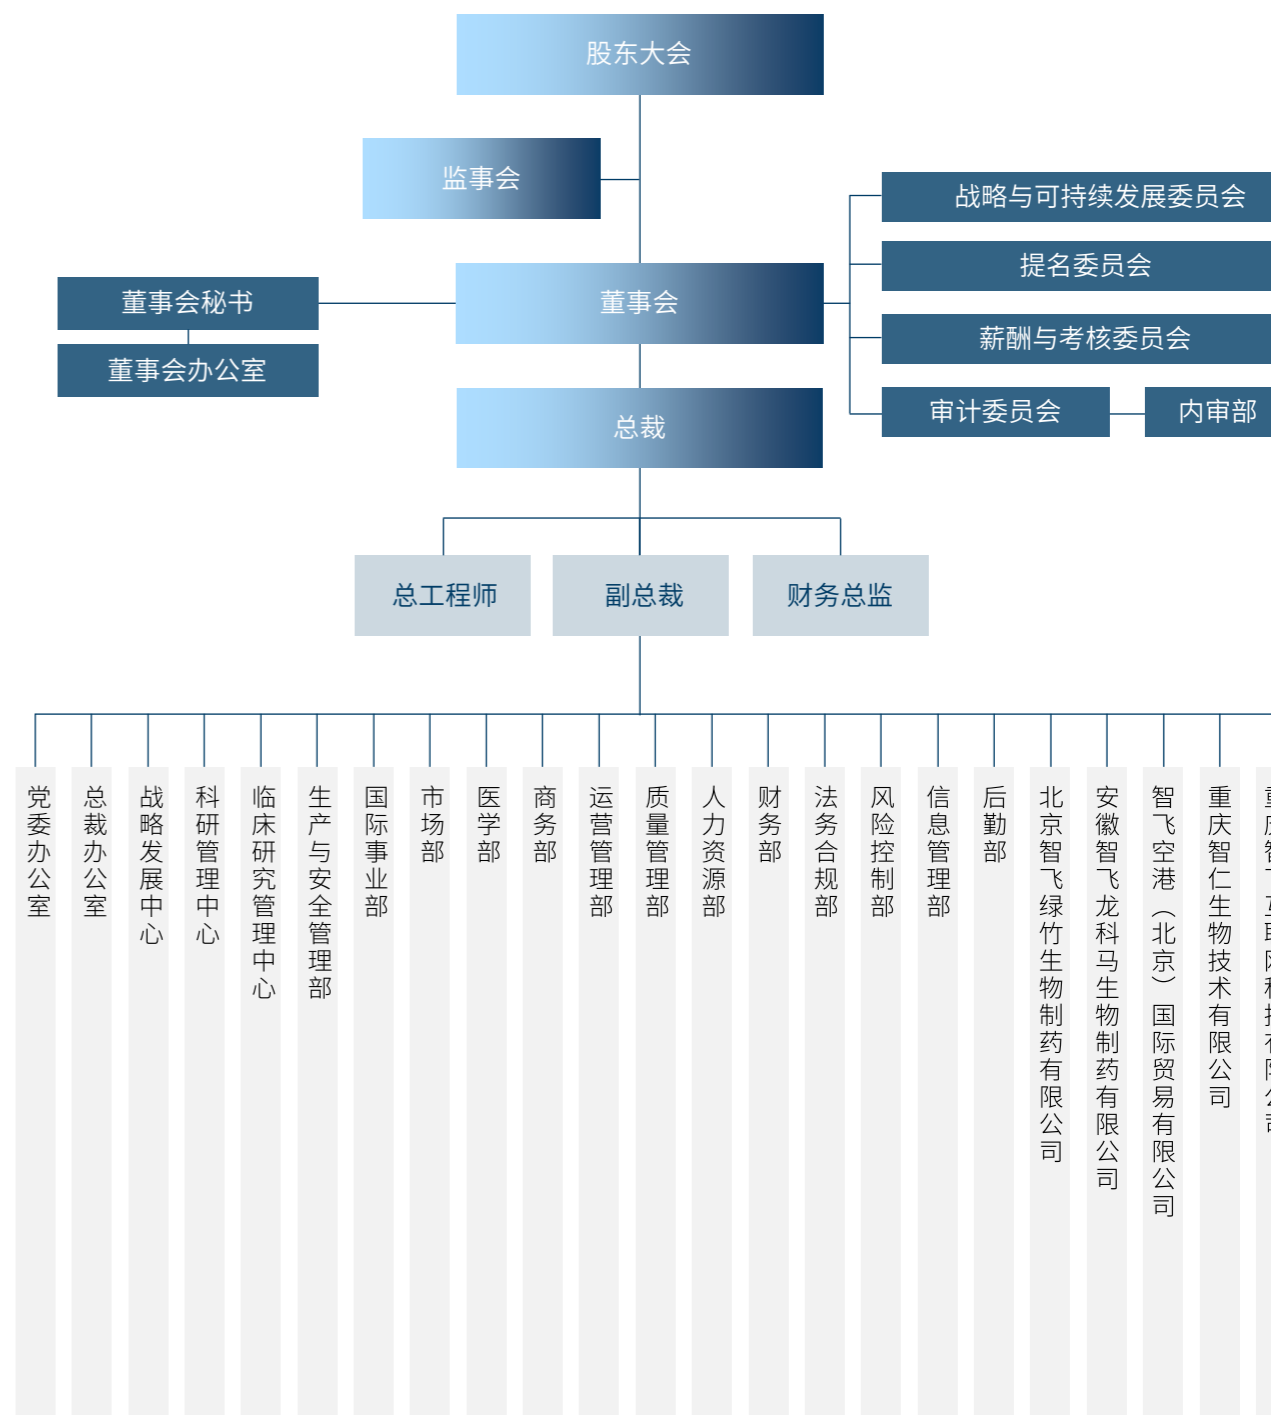 股东大会
监事会
战略与可持续发展委员会
提名委员会
董事会秘书
董事会
薪酬与考核委员会
董事会办公室
审计委员会
内审部
总裁
总工程师
副总裁
财务总监
党委办公室
总裁办公室
战略发展中心
科研管理中心
临床研究管理中心
生产与安全管理部
国际事业部
市场部
医学部
商务部
运营管理部
质量管理部
人力资源部
财务部
法务合规部
风险控制部
信息管理部
后勤部
北京智飞绿竹生物制药有限公司
安徽智飞龙科马生物制药有限公司
智飞空港（北京）国际贸易有限公司
重庆智仁生物技术有限公司